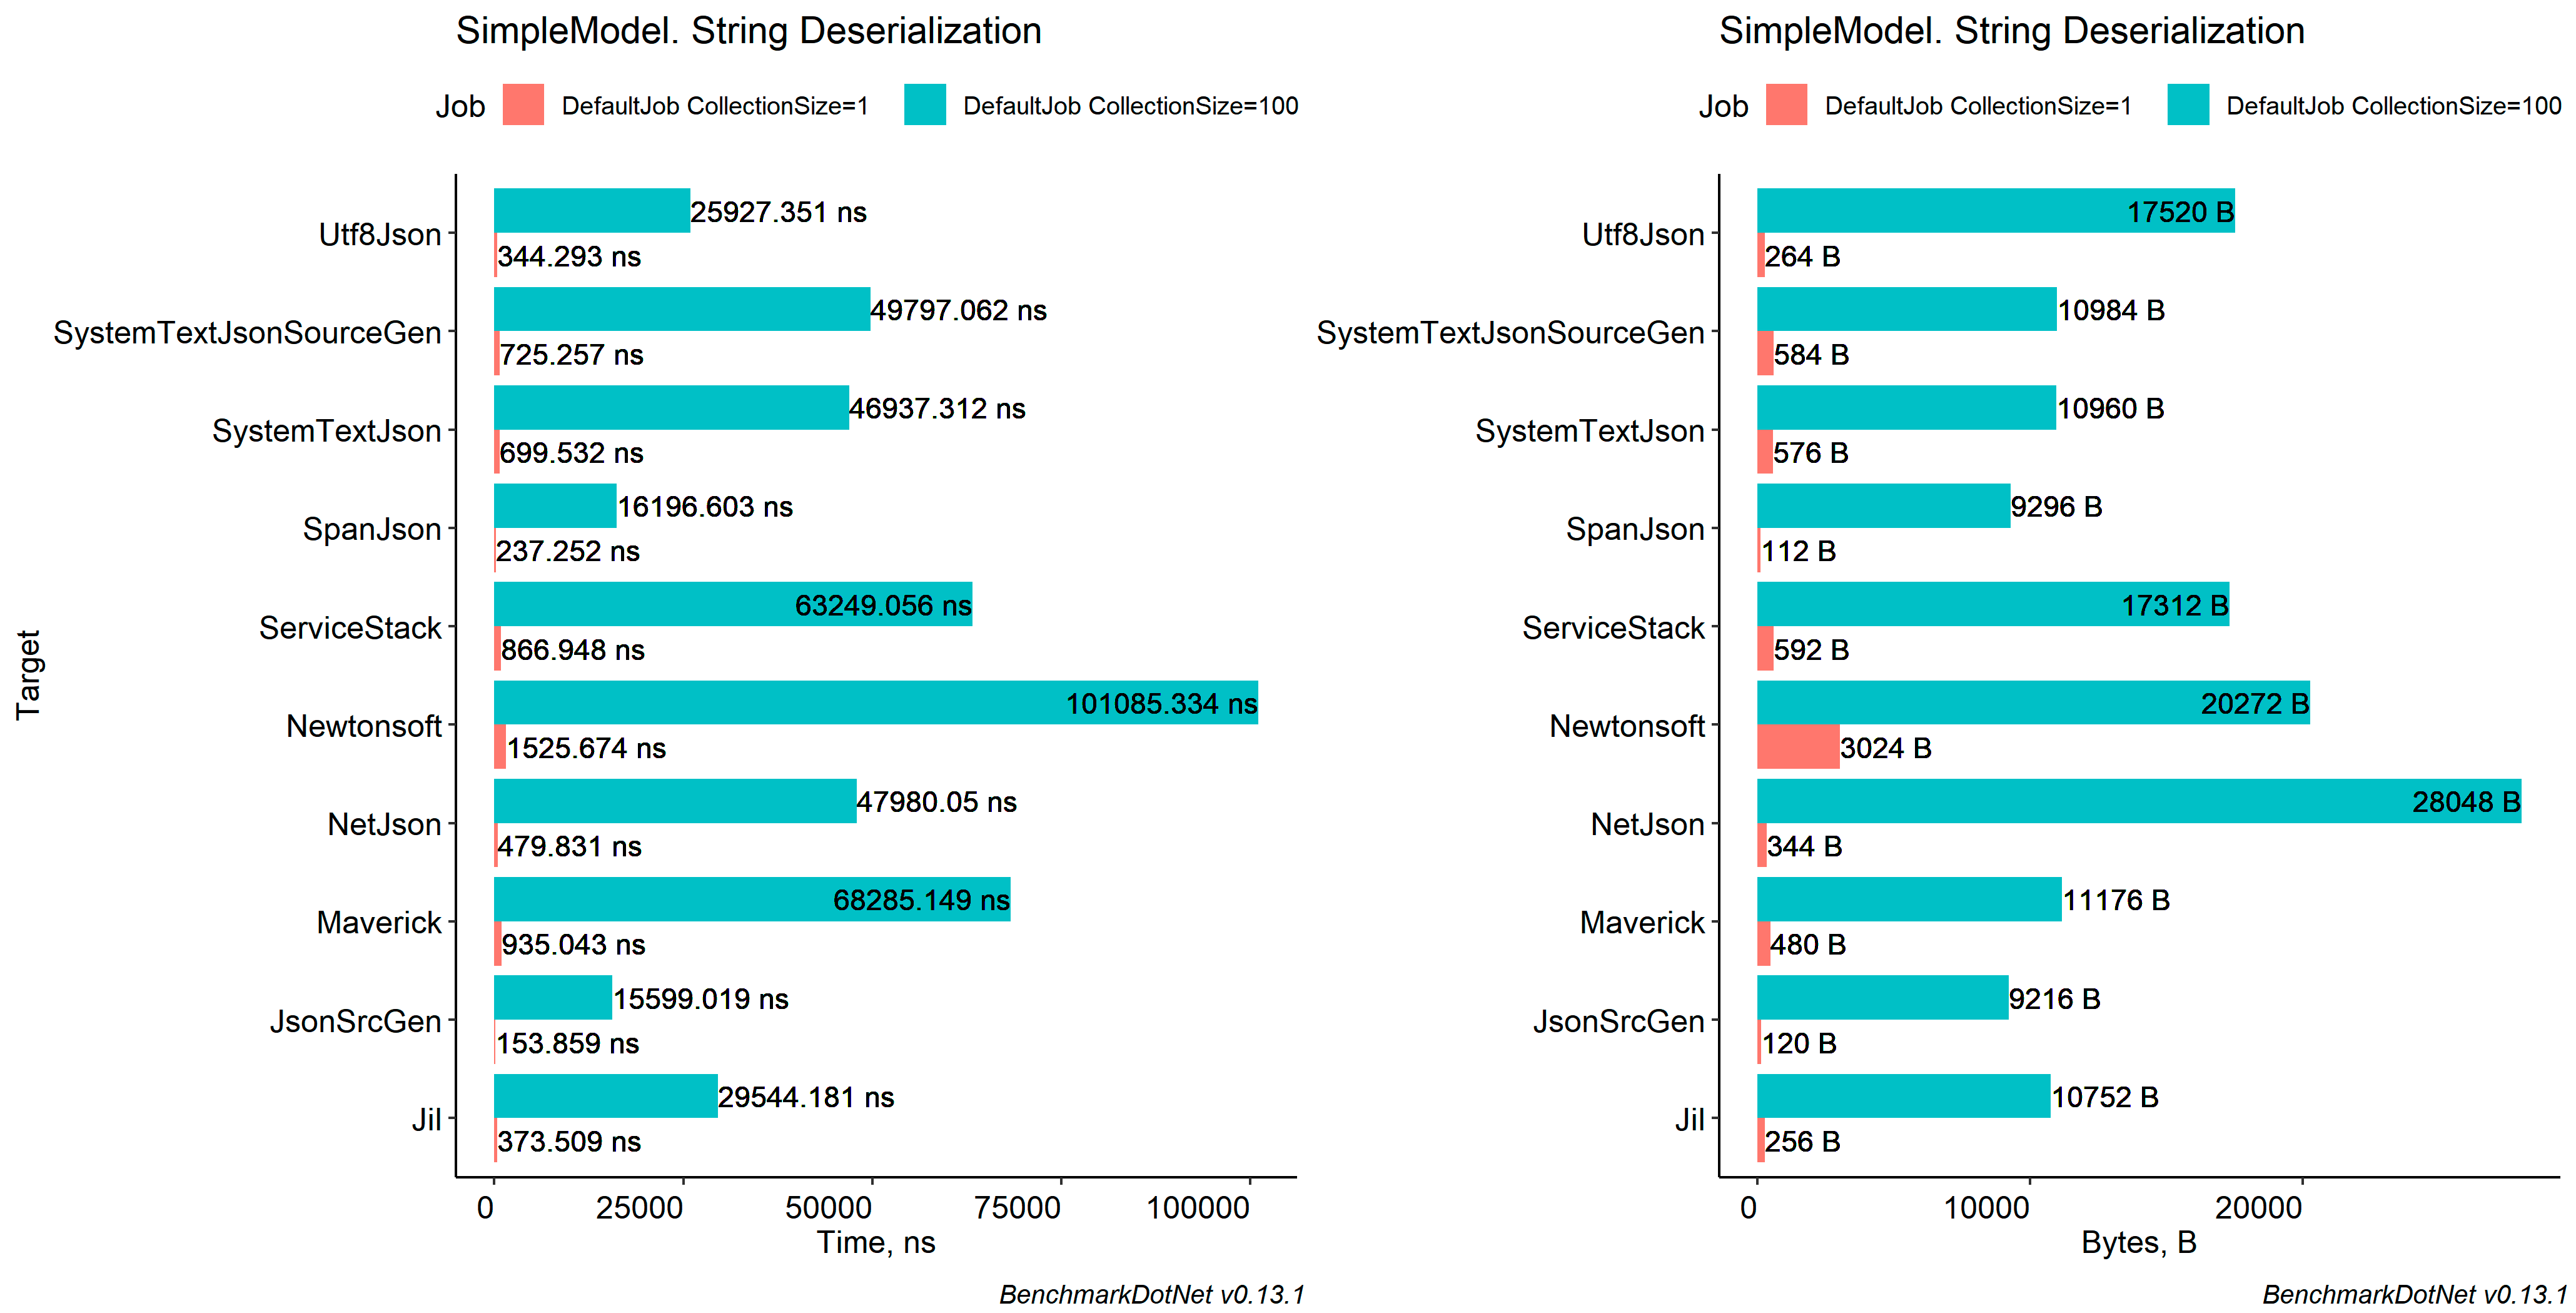 SimpleModel. String Deserialization
Job DefaultJob CollectionSize=1 DefaultJob CollectionSize=100
Target
Utf8Json
25927.351 ns
344.293 ns
SystemTextJsonSourceGen
49797.062 ns
725.257 ns
SystemTextJson
46937.312 ns
699.532 ns
SpanJson
16196.603 ns
237.252 ns
ServiceStack
63249.056 ns
866.948 ns
Newtonsoft
101085.334 ns
1525.674 ns
NetJson
47980.05 ns
479.831 ns
Maverick
68285.149 ns
935.043 ns
JsonSrcGen
15599.019 ns
153.859 ns
Jil
29544.181 ns
373.509 ns
0 25000 50000 75000 100000
Time, ns
BenchmarkDotNet v0.13.1
SimpleModel. String Deserialization
Job DefaultJob CollectionSize=1 DefaultJob CollectionSize=100
Utf8Json
17520 B
264 B
SystemTextJsonSourceGen
10984 B
584 B
SystemTextJson
10960 B
576 B
SpanJson
9296 B
112 B
ServiceStack
17312 B
592 B
Newtonsoft
20272 B
3024 B
NetJson
28048 B
344 B
Maverick
11176 B
480 B
JsonSrcGen
9216 B
120 B
Jil
10752 B
256 B
0 10000 20000
Bytes, B
BenchmarkDotNet v0.13.1